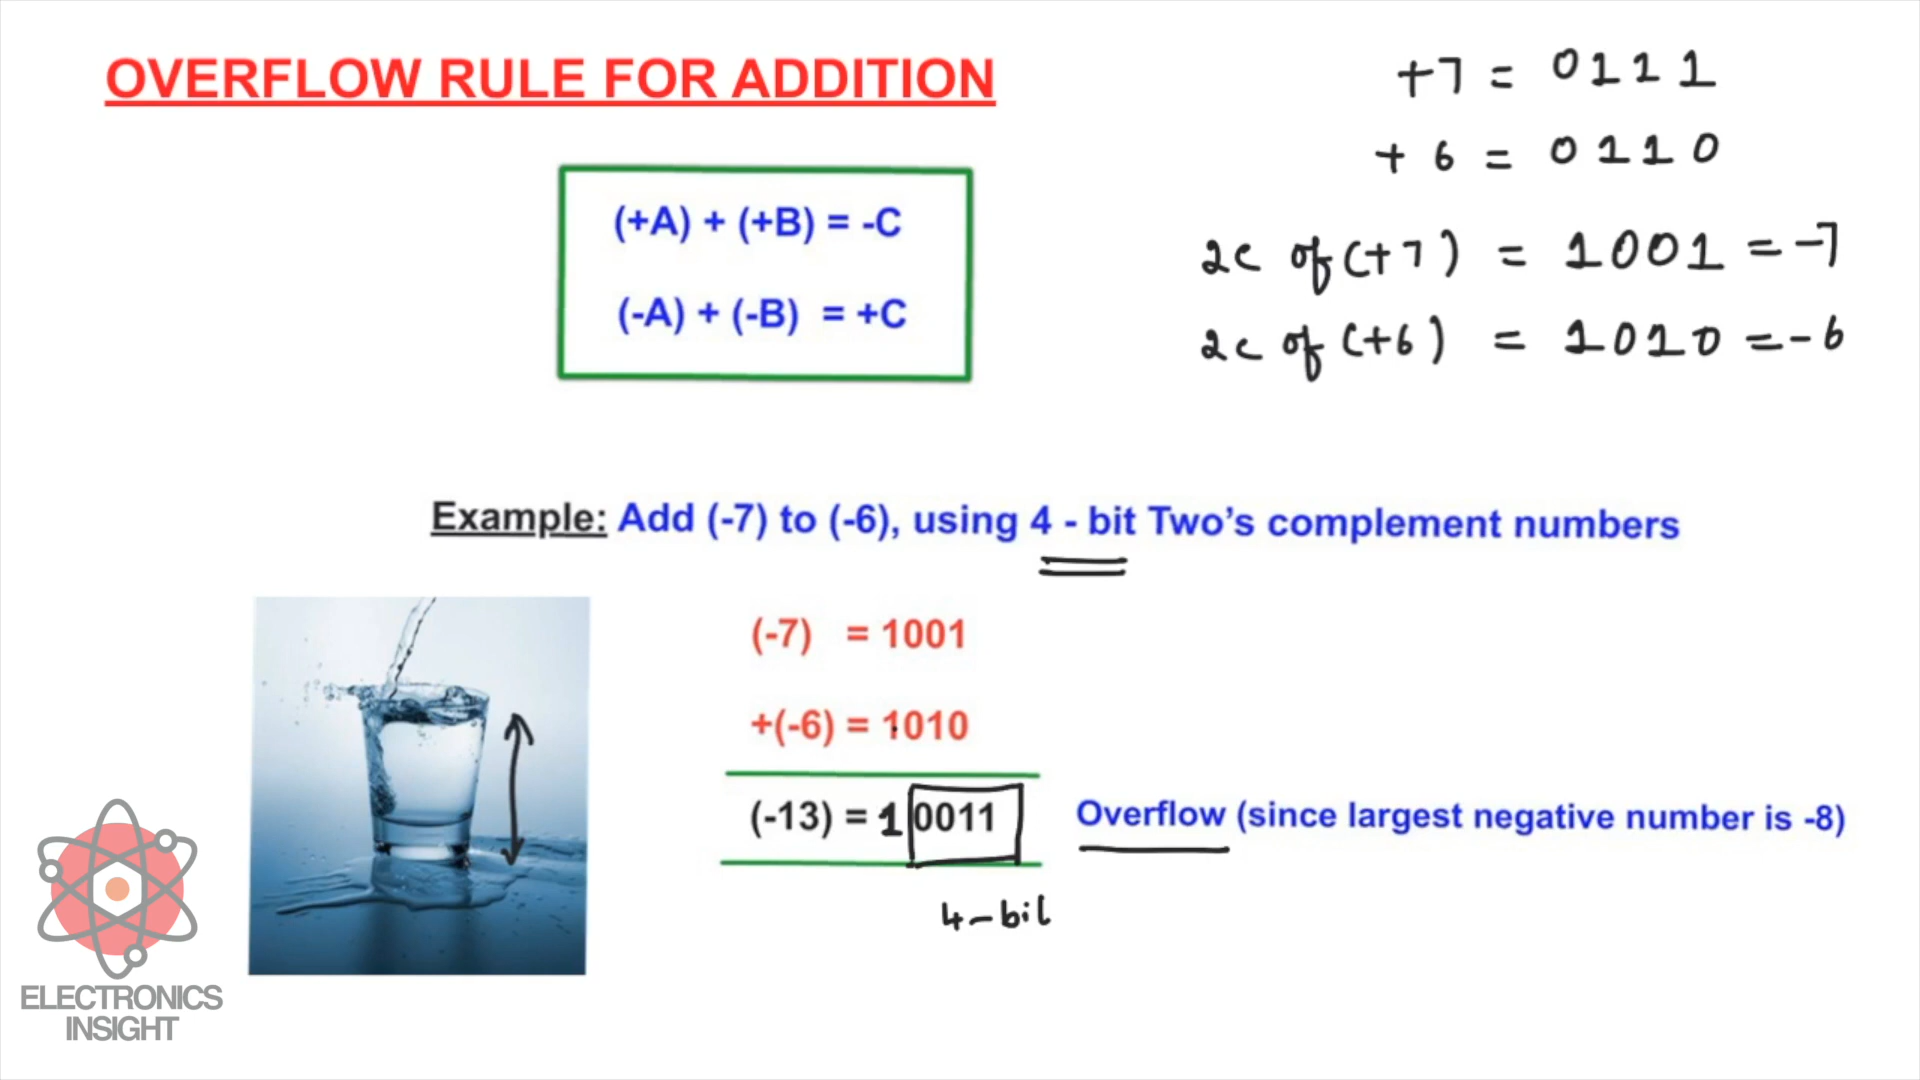 OVERFLOW RULE FOR ADDITION
(+A) + (+B) = -C
(-A) + (-B) = +C
+7 = 0111
+6 = 0110
2c of (+7) = 1001 = -7
2c of (+6) = 1010 = -6
Example: Add (-7) to (-6), using 4 - bit Two's complement numbers
(-7) = 1001
+(-6) = 1010
(-13) = 1 0011
Overflow (since largest negative number is -8)
4-bit
ELECTRONICS
INSIGHT